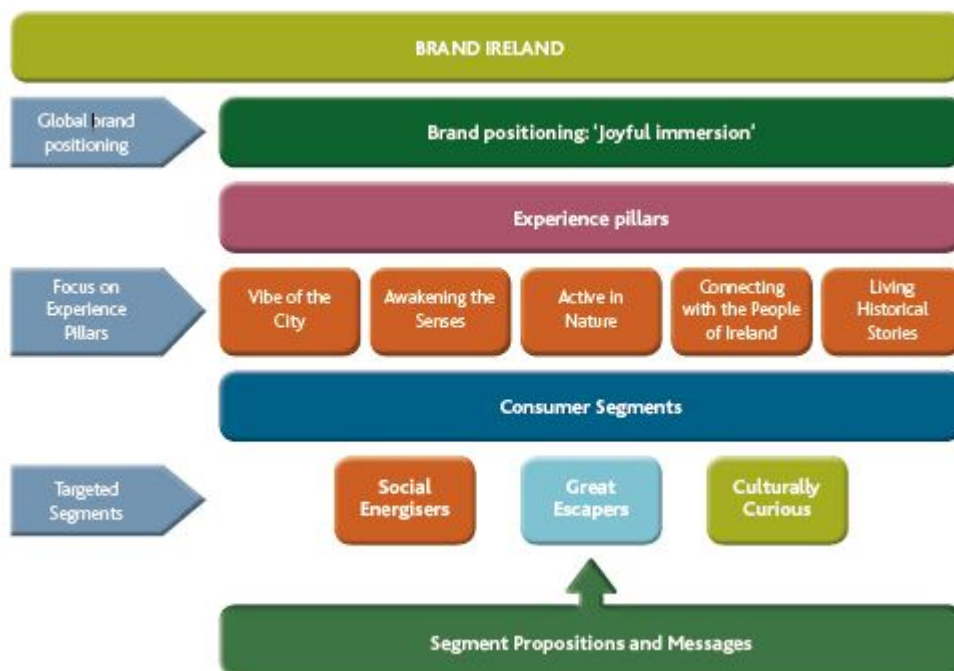 BRAND IRELAND
Global brand
positioning
Brand positioning: 'Joyful immersion'
Experience pillars
Focus on
Experience
Pillars
Vibe of the
City
Awakening the
Senses
Active in
Nature
Connecting
with the People
of Ireland
Living
Historical
Stories
Consumer Segments
Targeted
Segments
Social
Energisers
Great
Escapers
Culturally
Curious
Segment Propositions and Messages